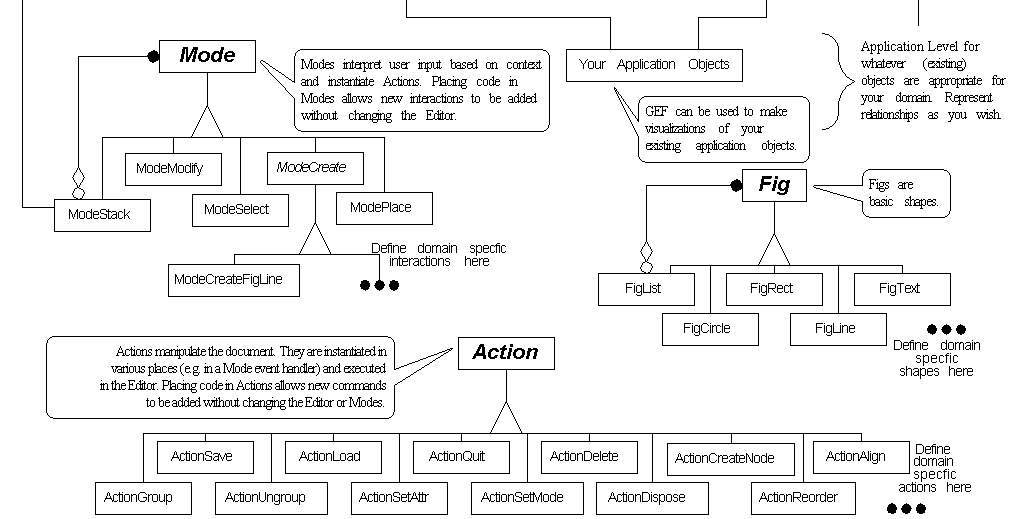 Mode
Modes interpret user input based on context
and instantiate Actions. Placing code in
Modes allows new interactions to be added
without changing the Editor.
Your Application Objects
Application Level for
whatever (existing)
objects are appropriate for
your domain. Represent
relationships as you wish.
GEF can be used to make
visualizations of your
existing application objects.
ModeModify
ModeCreate
ModeStack
ModeSelect
ModePlace
Define domain specfic
interactions here
ModeCreateFigLine
Fig
Figs are
basic shapes.
FigList
FigRect
FigText
FigCircle
FigLine
Define domain
specfic
shapes here
Actions manipulate the document. They are instantiated in
various places (e.g. in a Mode event handler) and executed
in the Editor. Placing code in Actions allows new commands
to be added without changing the Editor or Modes.
Action
ActionSave
ActionLoad
ActionQuit
ActionDelete
ActionCreateNode
ActionAlign
Define
domain
specfic
actions here
ActionGroup
ActionUngroup
ActionSetAttr
ActionSetMode
ActionDispose
ActionReorder